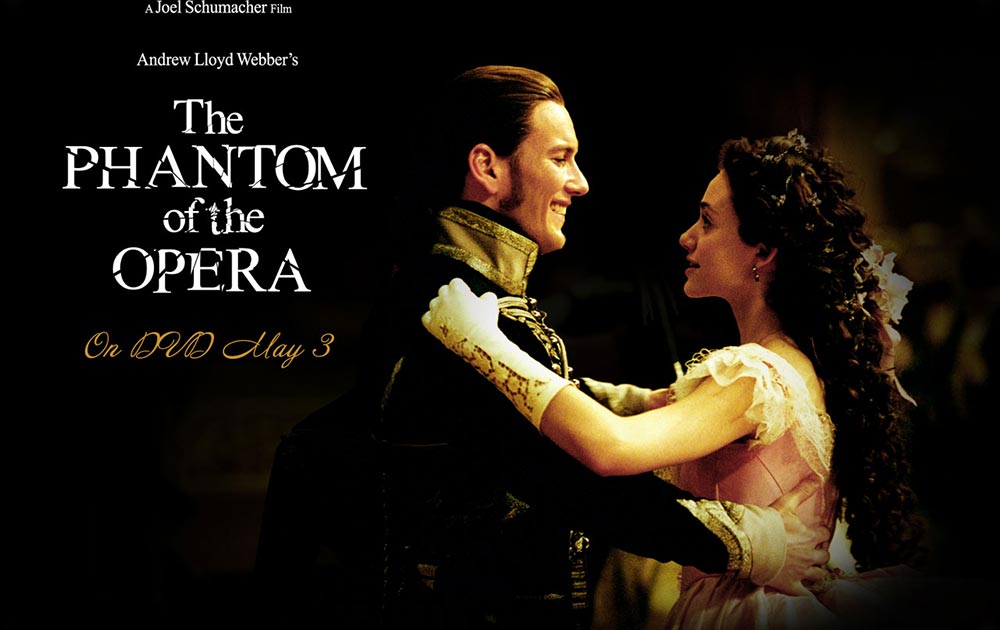 A Joel Schumacher Film
Andrew Lloyd Webber's
The
PHANTOM
of the
OPERA
On DVD May 3